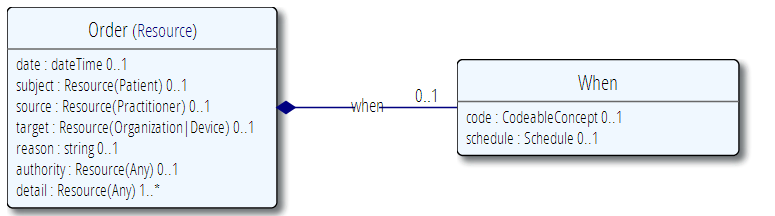 Order (Resource)
date : dateTime 0..1
subject : Resource(Patient) 0..1
source : Resource(Practitioner) 0..1
target : Resource(Organization|Device) 0..1
reason : string 0..1
authority : Resource(Any) 0..1
detail : Resource(Any) 1..*
when
0..1
When
code : CodeableConcept 0..1
schedule : Schedule 0..1